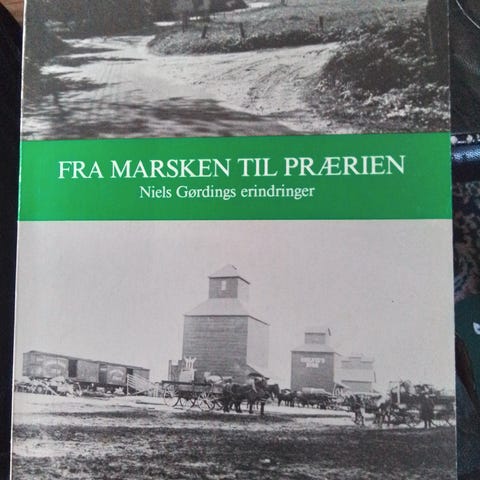 FRA MARSKEN TIL PRÆRIEN
Niels Gørdings erindringer